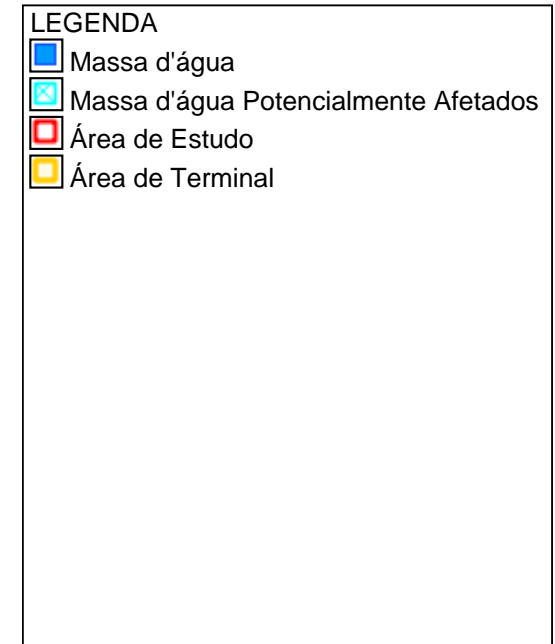 LEGENDA
Massa d'água
Massa d'água Potencialmente Afetados
Área de Estudo
Área de Terminal